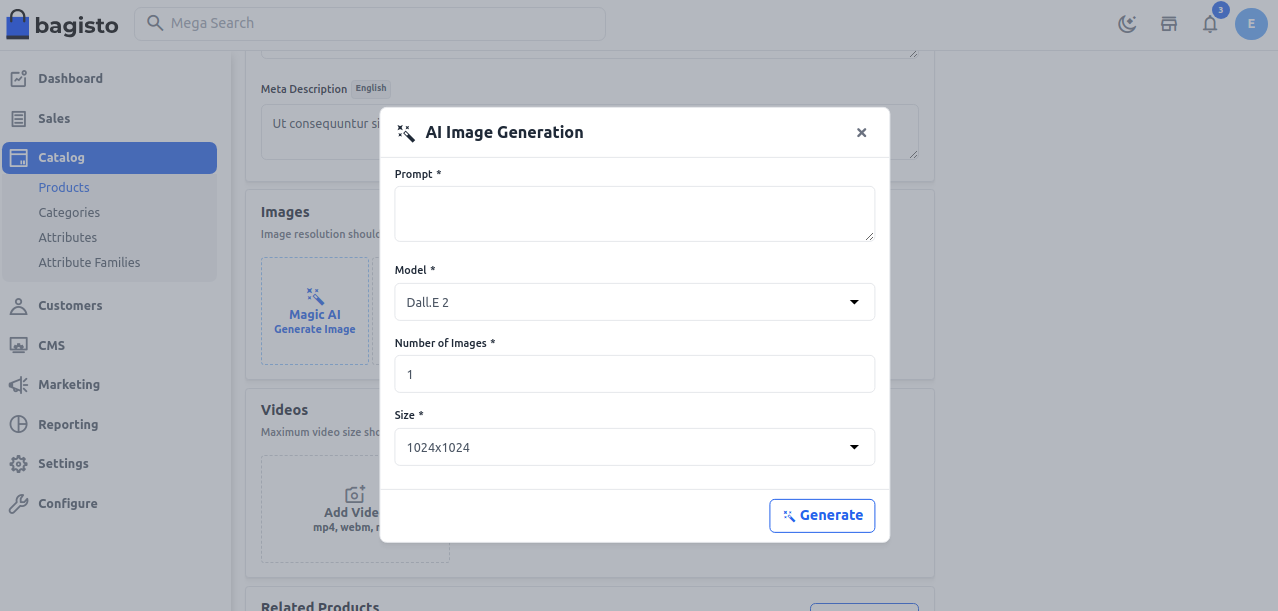 bagisto
Mega Search
3
E
Dashboard
Sales
Catalog
Products
Categories
Attributes
Attribute Families
Customers
CMS
Marketing
Reporting
Settings
Configure
Meta Description English
Ut consequuntur si
Images
Image resolution should
Magic AI
Generate Image
Videos
Maximum video size sho
Add Vide
mp4, webm,
Related Products
AI Image Generation
Prompt *
Model *
Dall.E 2
Number of Images *
1
Size *
1024x1024
Generate